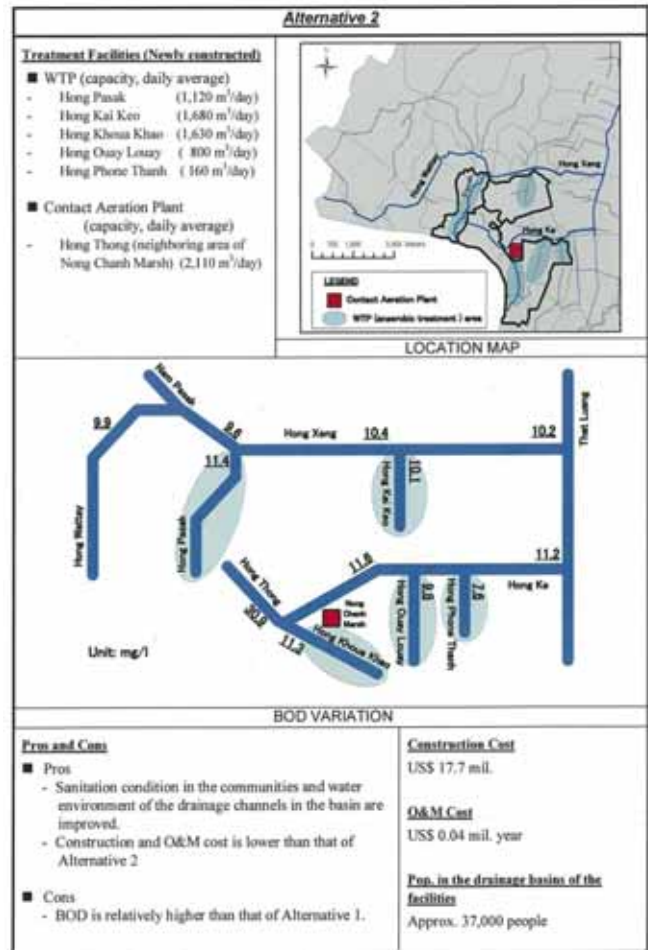 Alternative 2
Treatment Facilities (Newly constructed)
■ WTP (capacity, daily average)
- Hong Pasak (1,120 m³/day)
- Hong Kai Keo (1,680 m³/day)
- Hong Khoua Khao (1,630 m³/day)
- Hong Ouay Louay ( 800 m³/day)
- Hong Phone Thanh ( 160 m³/day)
■ Contact Aeration Plant
(capacity, daily average)
- Hong Thong (neighboring area of
Nong Chanh Marsh) (2,110 m³/day)
Hong Wattay
Hong Xeng
Hong Ke
LEGEND
Contact Aeration Plant
WTP (anaerobic treatment ) area
LOCATION MAP
Nam Pasak
9.9
9.6
Hong Xeng
10.4
10.2
That Luang
11.4
10.1
Hong Kai Keo
Hong Wattay
Hong Pasak
Hong Thong
11.8
11.2
Hong Ke
30.9
11.3
Nong
Chanh
Marsh
Hong Khoua Khao
9.6
Hong Ouay Louay
7.6
Hong Phone Thanh
Unit: mg/l
BOD VARIATION
Pros and Cons
■ Pros
- Sanitation condition in the communities and water
environment of the drainage channels in the basin are
improved.
- Construction and O&M cost is lower than that of
Alternative 2
■ Cons
- BOD is relatively higher than that of Alternative 1.
Construction Cost
US$ 17.7 mil.
O&M Cost
US$ 0.04 mil. year
Pop. in the drainage basins of the
facilities
Approx. 37,000 people